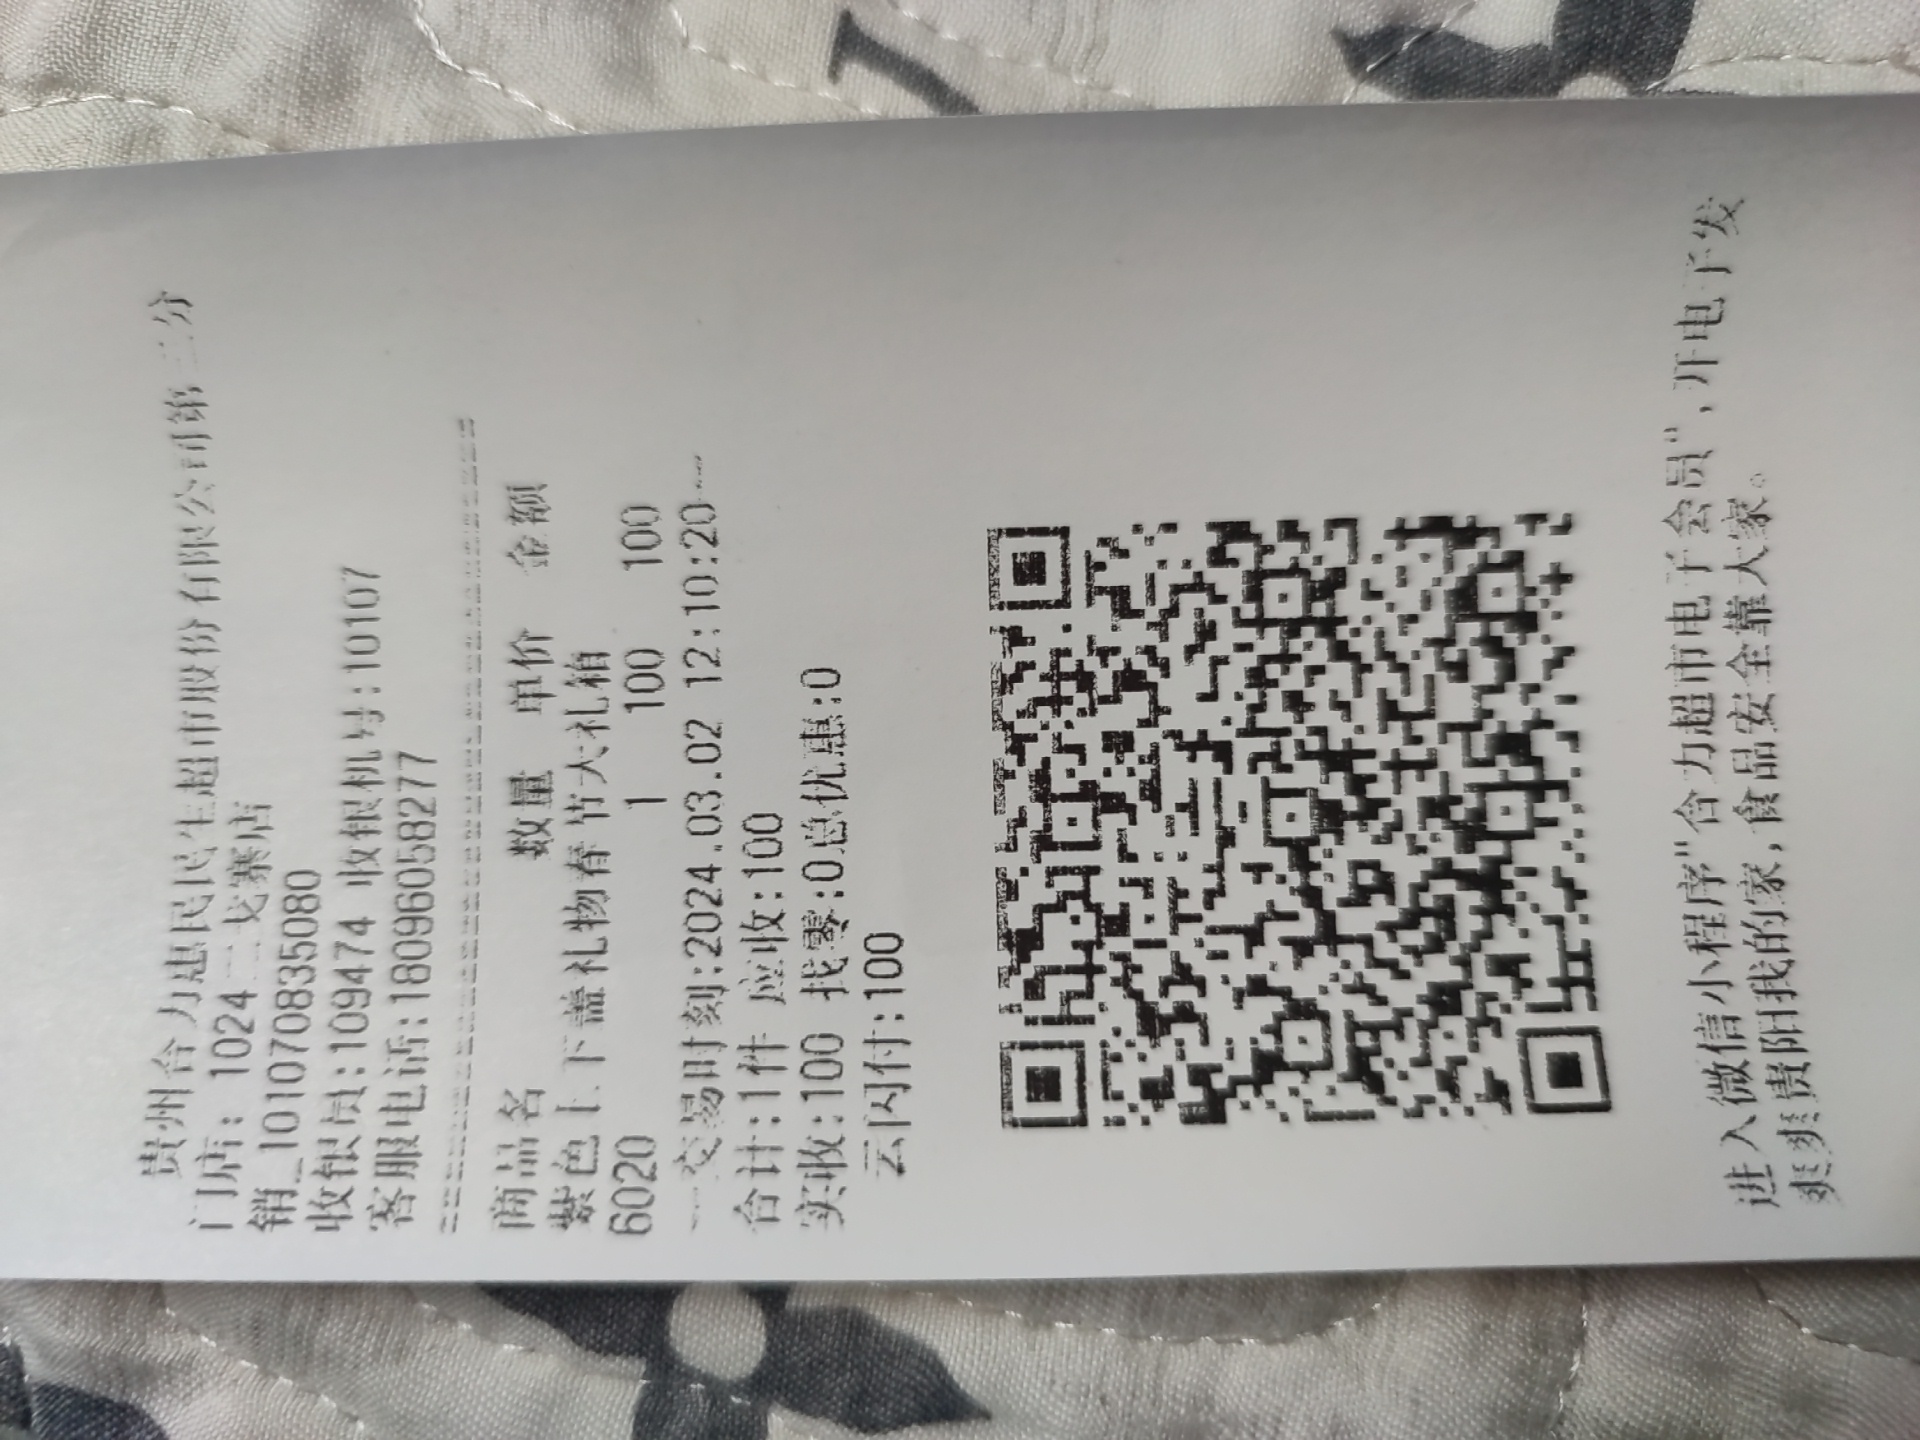 贵州合力惠民民生超市股份有限公司第二分
门店: 1024 二戈寨店
销_1010708350​80
收银员:109474 收银机号:10107
客服电话:18096058277
商品名 数量 单价 金额
紫色上下盖礼物春节大礼箱
6020 1 100 100
---交易时刻:2024.03.02 12:10:20---
合计:1件 应收:100
实收:100 找零:0总优惠:0
云闪付:100
进入微信小程序"合力超市电子会员",开电子发
爽爽贵阳我的家,食品安全靠大家。